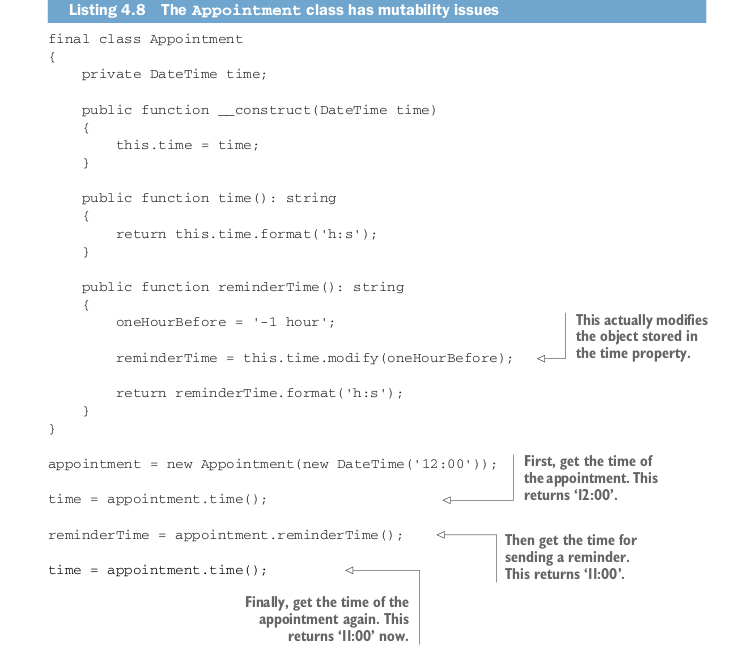 Listing 4.8 The Appointment class has mutability issues
final class Appointment
{
private DateTime time;
public function __construct(DateTime time)
{
this.time = time;
}
public function time(): string
{
return this.time.format('h:s');
}
public function reminderTime(): string
{
oneHourBefore = '-1 hour';
reminderTime = this.time.modify(oneHourBefore);
return reminderTime.format('h:s');
}
}
This actually modifies
the object stored in
the time property.
appointment = new Appointment(new DateTime('12:00'));
time = appointment.time();
First, get the time of
the appointment. This
returns ‘12:00’.
reminderTime = appointment.reminderTime();
Then get the time for
sending a reminder.
This returns ‘11:00’.
time = appointment.time();
Finally, get the time of the
appointment again. This
returns ‘11:00’ now.